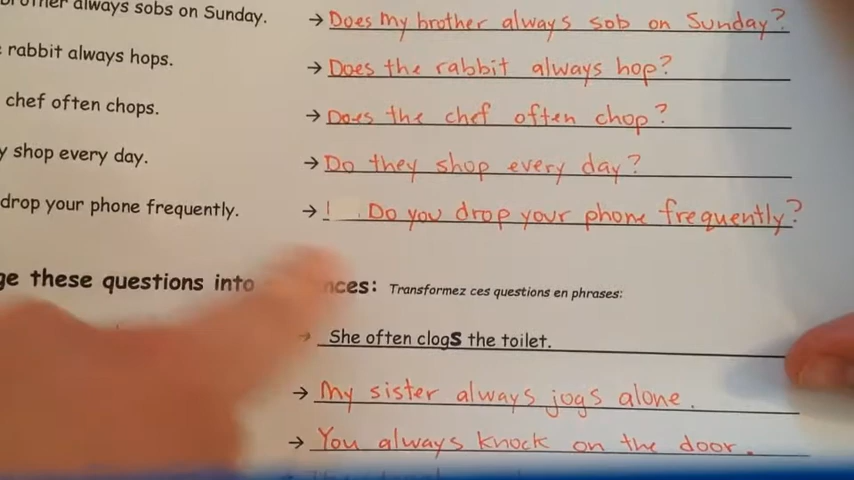 always sobs on Sunday. → Does my brother always sob on Sunday?
rabbit always hops. → Does the rabbit always hop?
chef often chops. → Does the chef often chop?
shop every day. → Do they shop every day?
drop your phone frequently. → Do you drop your phone frequently?
these questions into Transformez ces questions en phrases:
→ She often clogs the toilet.
→ My sister always jogs alone.
→ You always knock on the door.